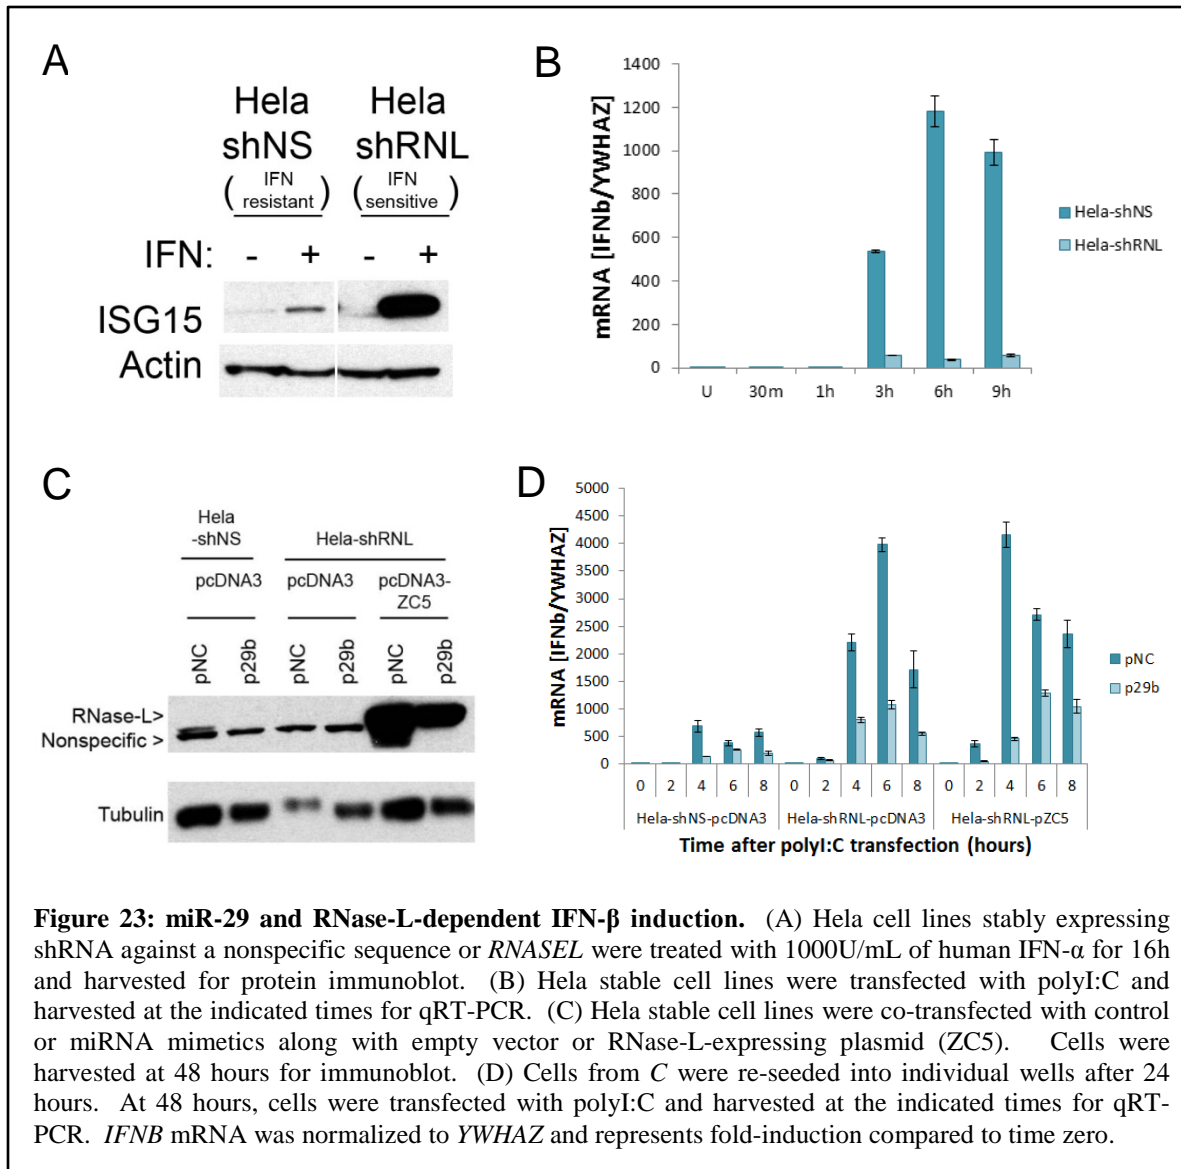 A
Hela shNS
Hela shRNL
( IFN resistant )
( IFN sensitive )
IFN: - + - +
ISG15
Actin
B
mRNA [IFNb/YWHAZ]
1400
1200
1000
800
600
400
200
0
U 30m 1h 3h 6h 9h
Hela-shNS
Hela-shRNL
C
Hela -shNS
Hela-shRNL
pcDNA3 pcDNA3 pcDNA3-ZC5
pNC p29b pNC p29b pNC p29b
RNase-L>
Nonspecific >
Tubulin
D
mRNA [IFNb/YWHAZ]
5000
4500
4000
3500
3000
2500
2000
1500
1000
500
0
0 2 4 6 8 0 2 4 6 8 0 2 4 6 8
Hela-shNS-pcDNA3 Hela-shRNL-pcDNA3 Hela-shRNL-pZC5
Time after polyI:C transfection (hours)
pNC
p29b
Figure 23: miR-29 and RNase-L-dependent IFN-β induction. (A) Hela cell lines stably expressing
shRNA against a nonspecific sequence or RNASEL were treated with 1000U/mL of human IFN-α for 16h
and harvested for protein immunoblot. (B) Hela stable cell lines were transfected with polyI:C and
harvested at the indicated times for qRT-PCR. (C) Hela stable cell lines were co-transfected with control
or miRNA mimetics along with empty vector or RNase-L-expressing plasmid (ZC5). Cells were
harvested at 48 hours for immunoblot. (D) Cells from C were re-seeded into individual wells after 24
hours. At 48 hours, cells were transfected with polyI:C and harvested at the indicated times for qRT-
PCR. IFNB mRNA was normalized to YWHAZ and represents fold-induction compared to time zero.